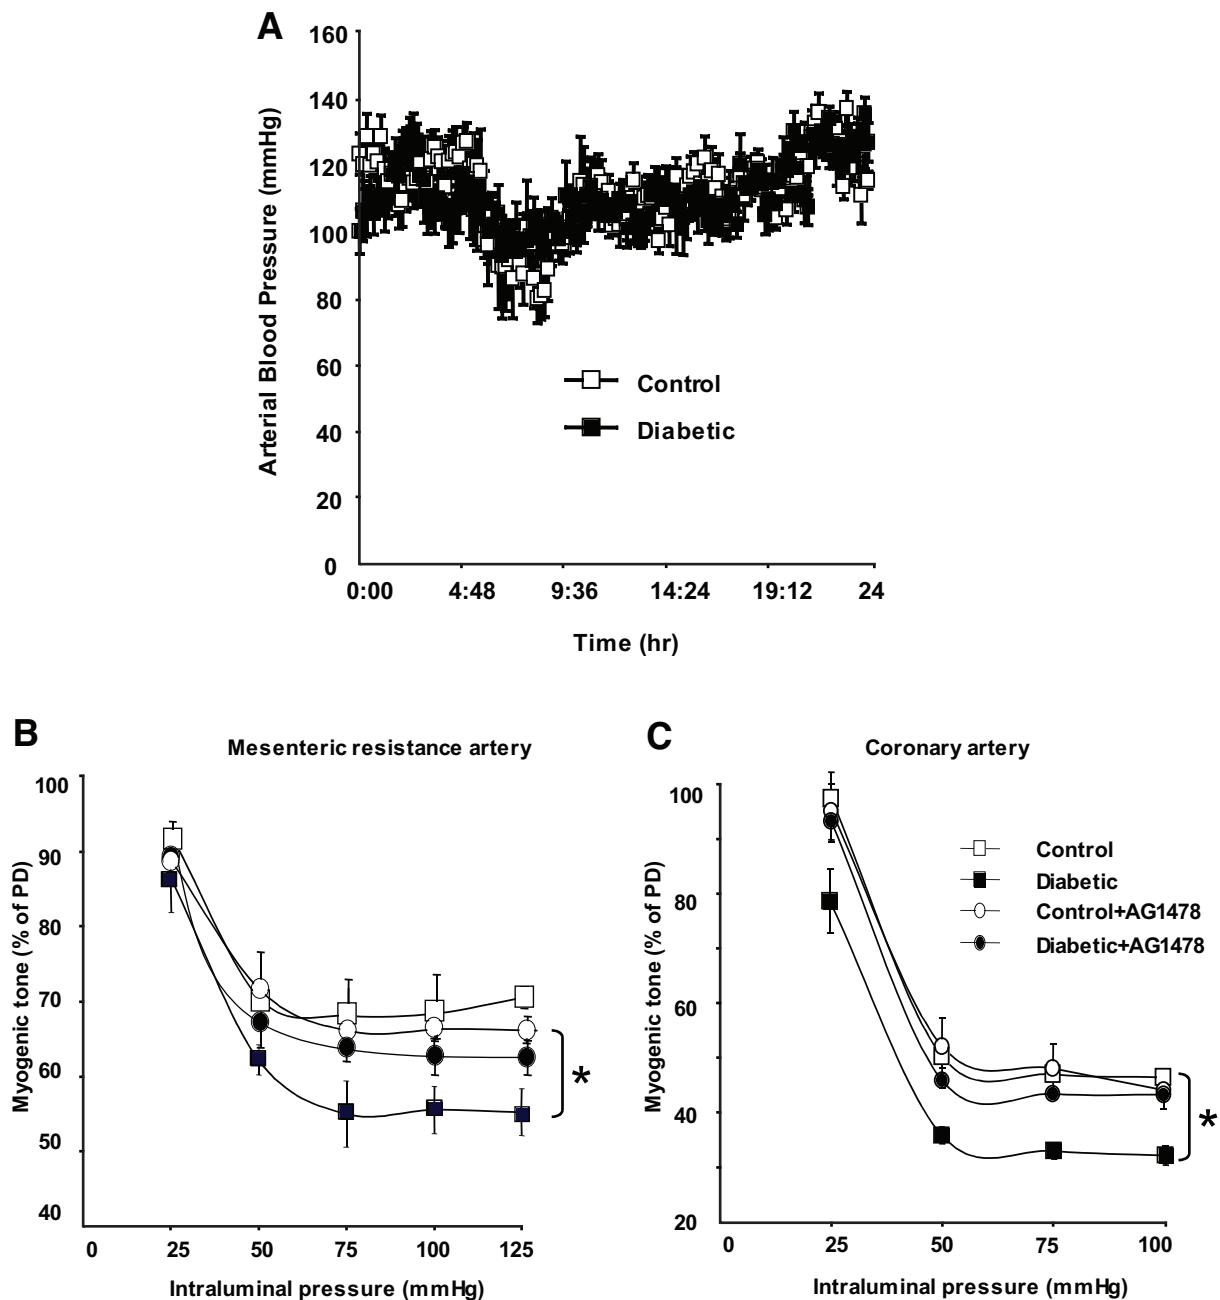 A
160
140
120
100
80
60
40
20
0
Arterial Blood Pressure (mmHg)
Control
Diabetic
0:00 4:48 9:36 14:24 19:12 24
Time (hr)
B
Mesenteric resistance artery
100
90
80
70
60
50
40
Myogenic tone (% of PD)
*
0 25 50 75 100 125
Intraluminal pressure (mmHg)
C
Coronary artery
100
80
60
40
20
Myogenic tone (% of PD)
Control
Diabetic
Control+AG1478
Diabetic+AG1478
*
0 25 50 75 100
Intraluminal pressure (mmHg)